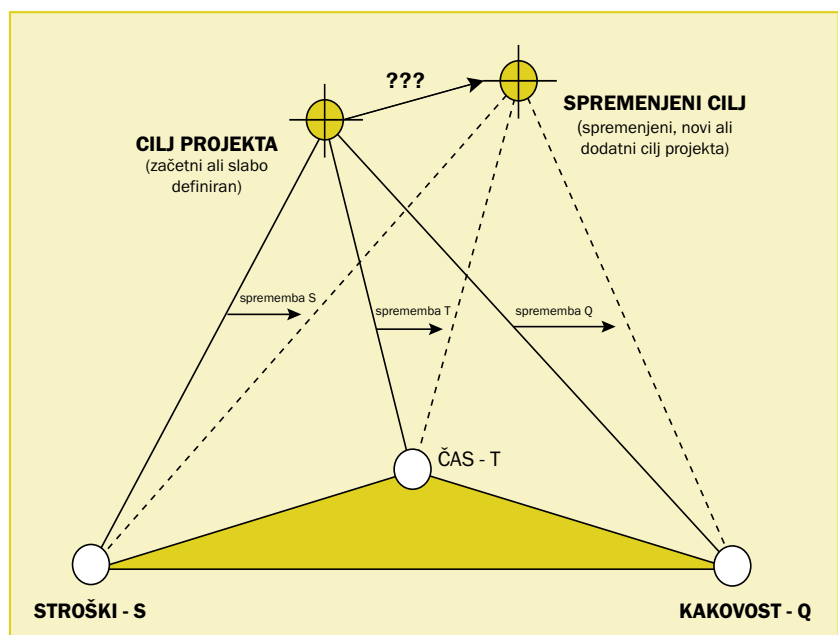 ???
SPREMENJENI CILJ
(spremenjeni, novi ali
dodatni cilj projekta)
CILJ PROJEKTA
(začetni ali slabo
definiran)
sprememba S
sprememba T
sprememba Q
ČAS - T
STROŠKI - S
KAKOVOST - Q